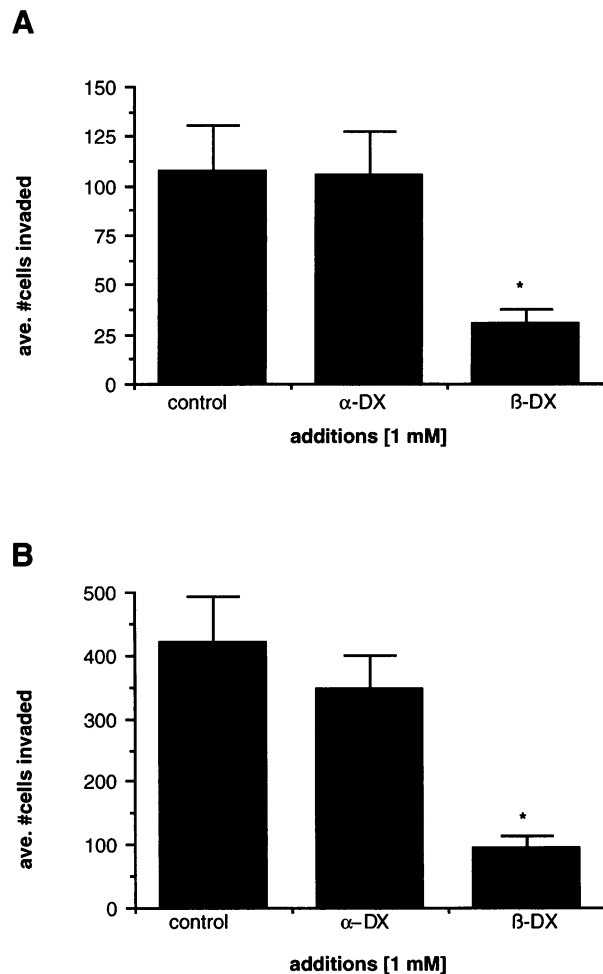 A
150
125
100
75
50
25
0
ave. #cells invaded
*
control α-DX ß-DX
additions [1 mM]
B
500
400
300
200
100
0
ave. #cells invaded
*
control α–DX ß-DX
additions [1 mM]